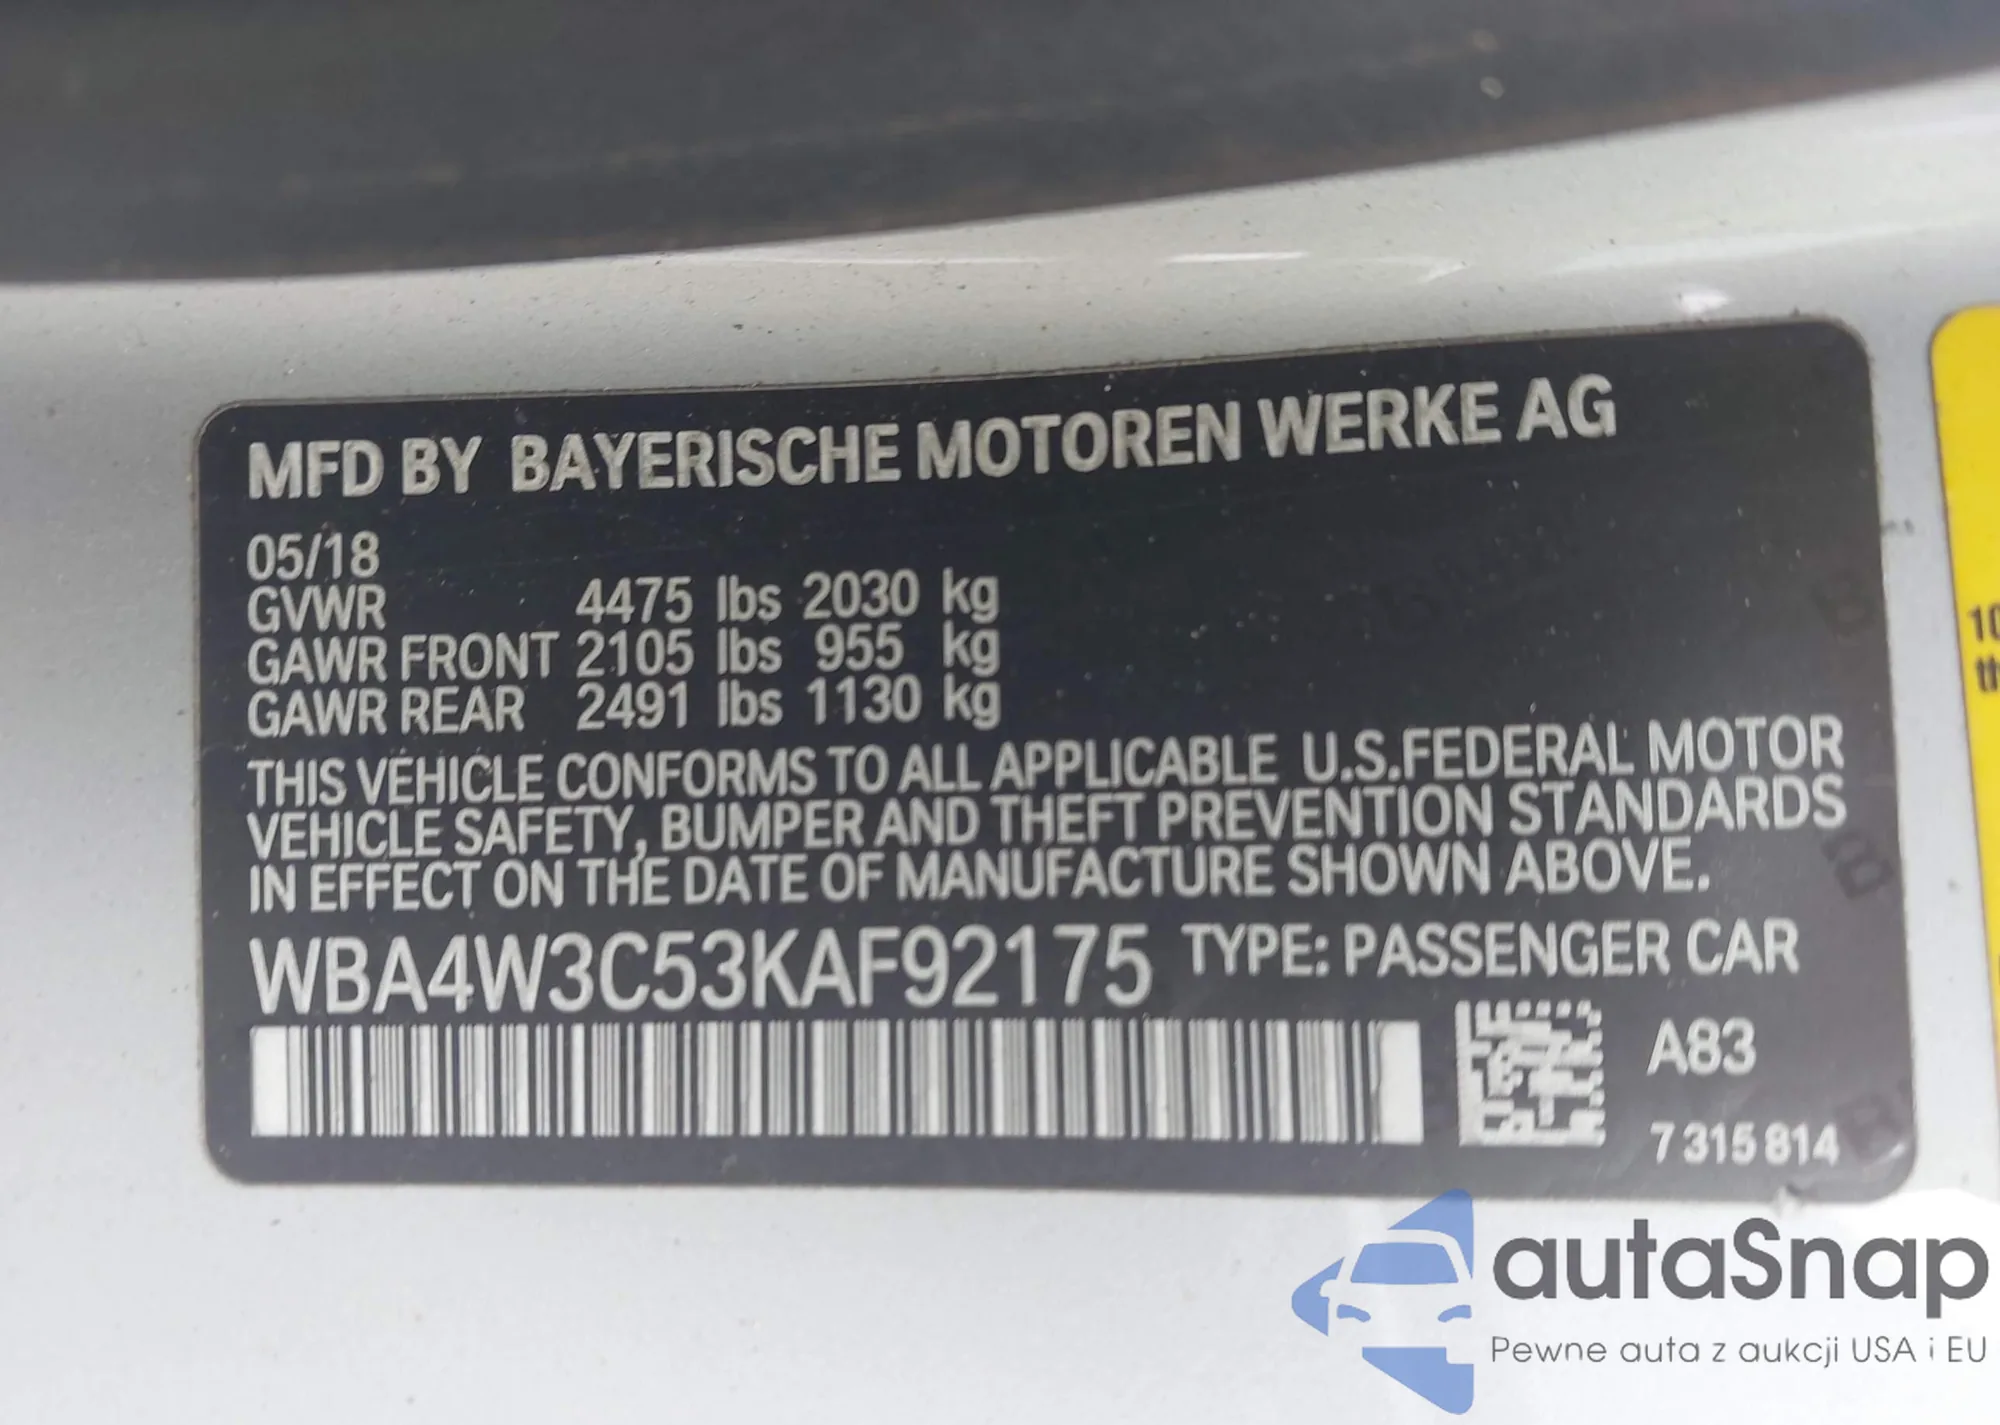 MFD BY BAYERISCHE MOTOREN WERKE AG
05/18
GVWR 4475 lbs 2030 kg
GAWR FRONT 2105 lbs 955 kg
GAWR REAR 2491 lbs 1130 kg
THIS VEHICLE CONFORMS TO ALL APPLICABLE U.S.FEDERAL MOTOR
VEHICLE SAFETY, BUMPER AND THEFT PREVENTION STANDARDS
IN EFFECT ON THE DATE OF MANUFACTURE SHOWN ABOVE.
WBA4W3C53KAF92175 TYPE: PASSENGER CAR
A83
7315814
10
th
autaSnap
Pewne auta z aukcji USA i EU